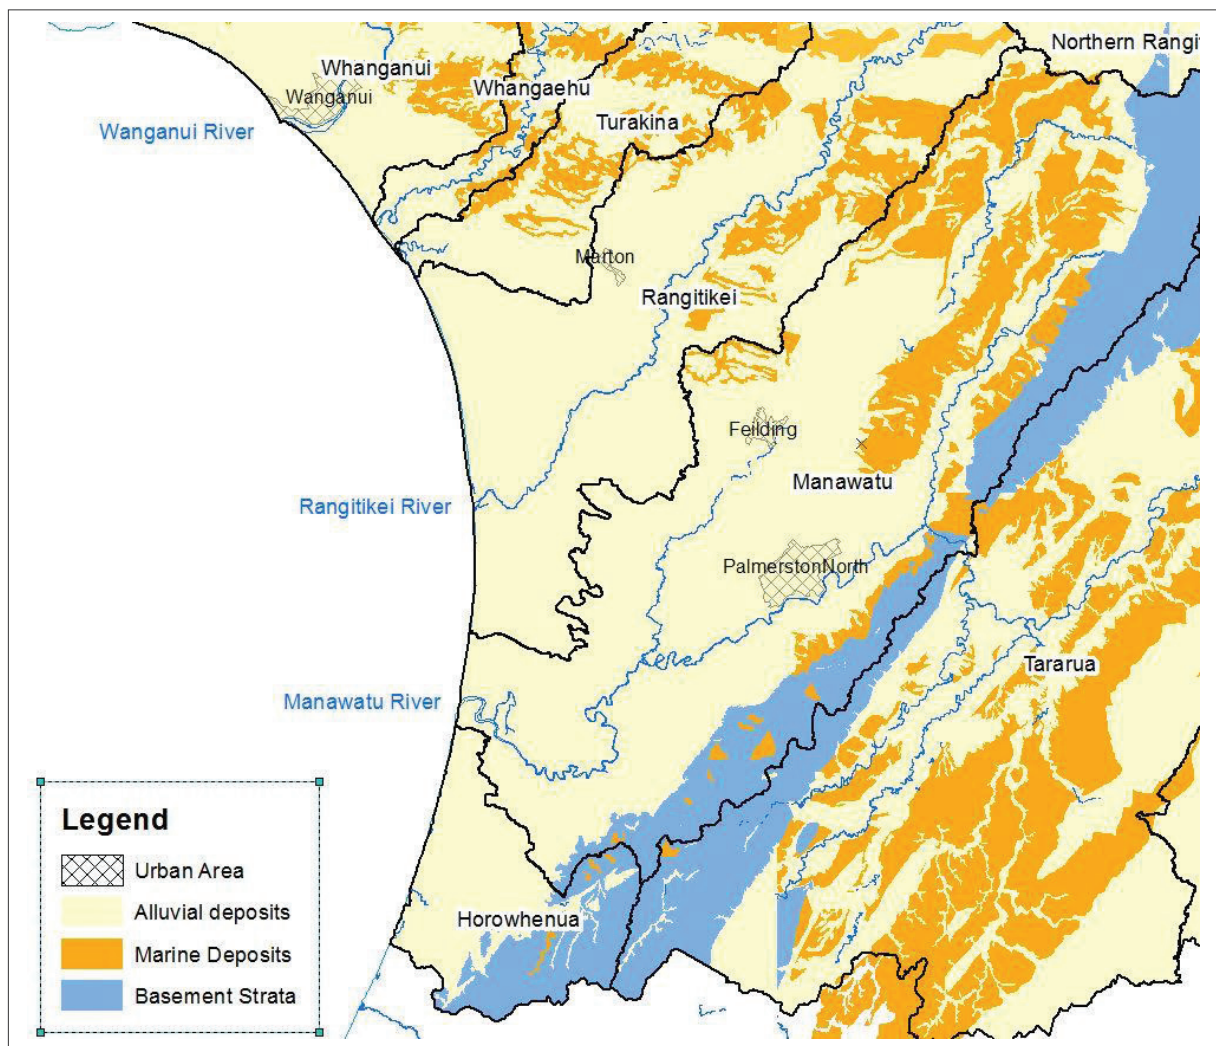 Northern Rangit
Whanganui
Whangaehu
Wanganui
Turakina
Wanganui River
Marton
Rangitikei
Feilding
Manawatu
Rangitikei River
PalmerstonNorth
Tararua
Manawatu River
Legend
Urban Area
Alluvial deposits
Horowhenua
Marine Deposits
Basement Strata